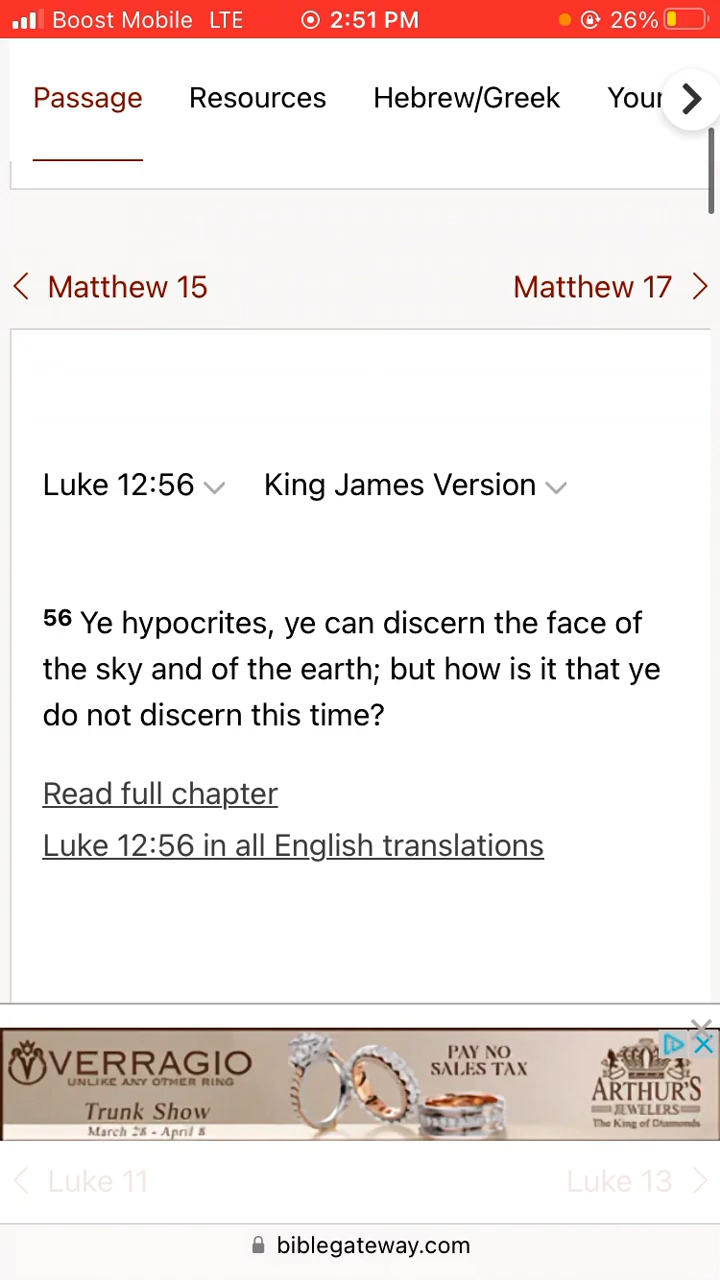 Boost Mobile LTE 2:51 PM 26%
Passage Resources Hebrew/Greek Your
Matthew 15 Matthew 17
Luke 12:56 King James Version
56 Ye hypocrites, ye can discern the face of
the sky and of the earth; but how is it that ye
do not discern this time?
Read full chapter
Luke 12:56 in all English translations
VERRAGIO
UNLIKE ANY OTHER RING
Trunk Show
March 28 - April 8
PAY NO
SALES TAX
ARTHUR'S
JEWELERS
The King of Diamonds
Luke 11 Luke 13
biblegateway.com